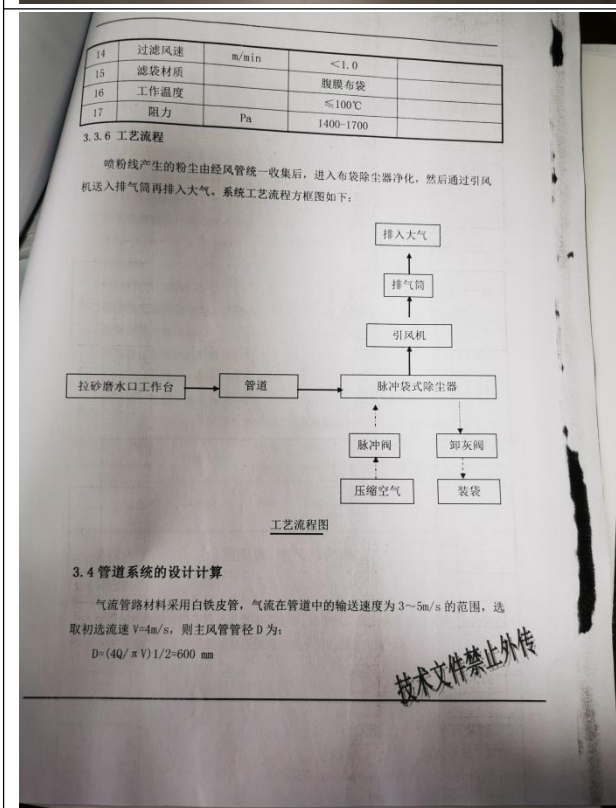 14 过滤风速 m/min <1.0
15 滤袋材质 腹膜布袋
16 工作温度 ≤100℃
17 阻力 Pa 1400-1700
3.3.6 工艺流程
喷粉线产生的粉尘由经风管统一收集后，进入布袋除尘器净化，然后通过引风
机送入排气筒再排入大气。系统工艺流程方框图如下：
排入大气
排气筒
引风机
拉砂磨水口工作台 管道 脉冲袋式除尘器
脉冲阀 卸灰阀
压缩空气 装袋
工艺流程图
3.4 管道系统的设计计算
气流管路材料采用白铁皮管，气流在管道中的输送速度为 3～5m/s 的范围，选
取初选流速 V=4m/s，则主风管管径 D 为：
D=(4Q/πV)1/2=600 mm
技术文件禁止外传